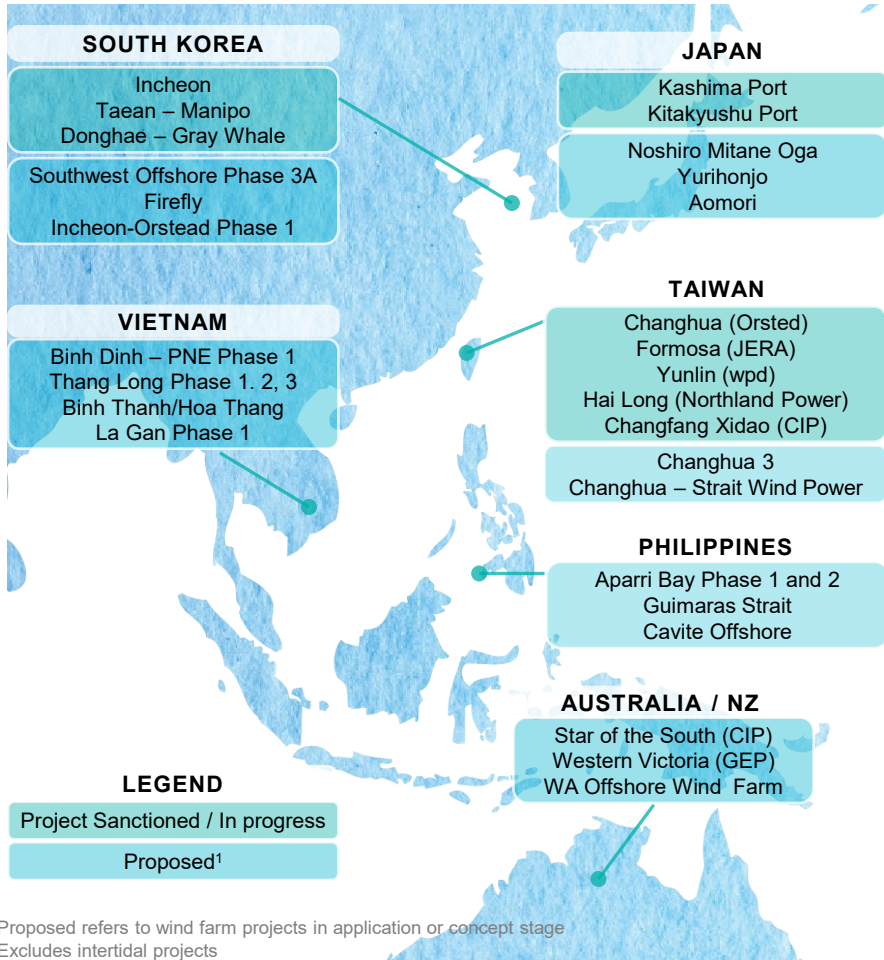 SOUTH KOREA
Incheon
Taean – Manipo
Donghae – Gray Whale
Southwest Offshore Phase 3A
Firefly
Incheon-Orstead Phase 1
JAPAN
Kashima Port
Kitakyushu Port
Noshiro Mitane Oga
Yurihonjo
Aomori
VIETNAM
Binh Dinh – PNE Phase 1
Thang Long Phase 1. 2, 3
Binh Thanh/Hoa Thang
La Gan Phase 1
TAIWAN
Changhua (Orsted)
Formosa (JERA)
Yunlin (wpd)
Hai Long (Northland Power)
Changfang Xidao (CIP)
Changhua 3
Changhua – Strait Wind Power
PHILIPPINES
Aparri Bay Phase 1 and 2
Guimaras Strait
Cavite Offshore
AUSTRALIA / NZ
Star of the South (CIP)
Western Victoria (GEP)
WA Offshore Wind Farm
LEGEND
Project Sanctioned / In progress
Proposed¹
Proposed refers to wind farm projects in application or concept stage
Excludes intertidal projects